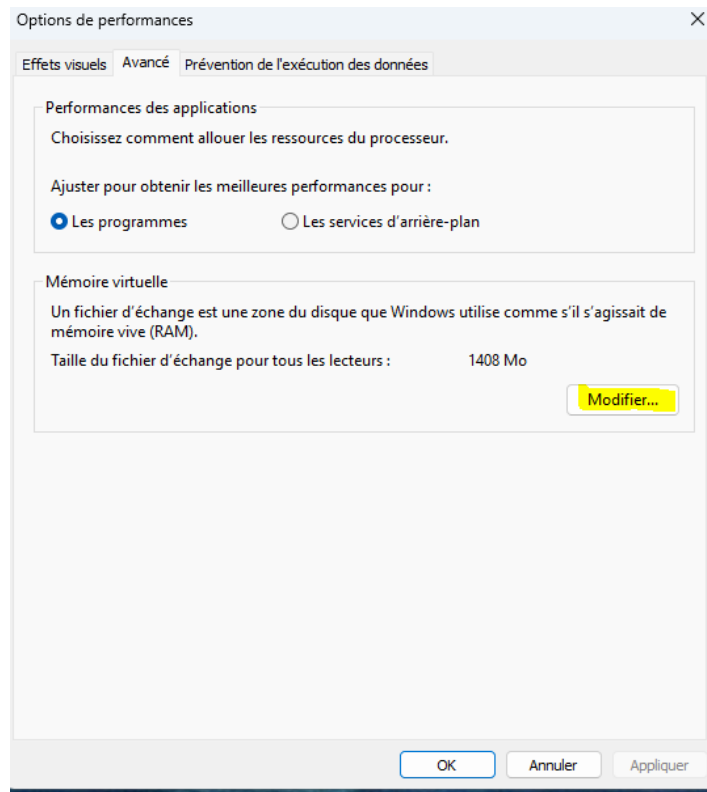 Options de performances
Effets visuels Avancé Prévention de l'exécution des données
Performances des applications
Choisissez comment allouer les ressources du processeur.
Ajuster pour obtenir les meilleures performances pour :
Les programmes Les services d'arrière-plan
Mémoire virtuelle
Un fichier d'échange est une zone du disque que Windows utilise comme s'il s'agissait de
mémoire vive (RAM).
Taille du fichier d'échange pour tous les lecteurs : 1408 Mo
Modifier...
OK Annuler Appliquer